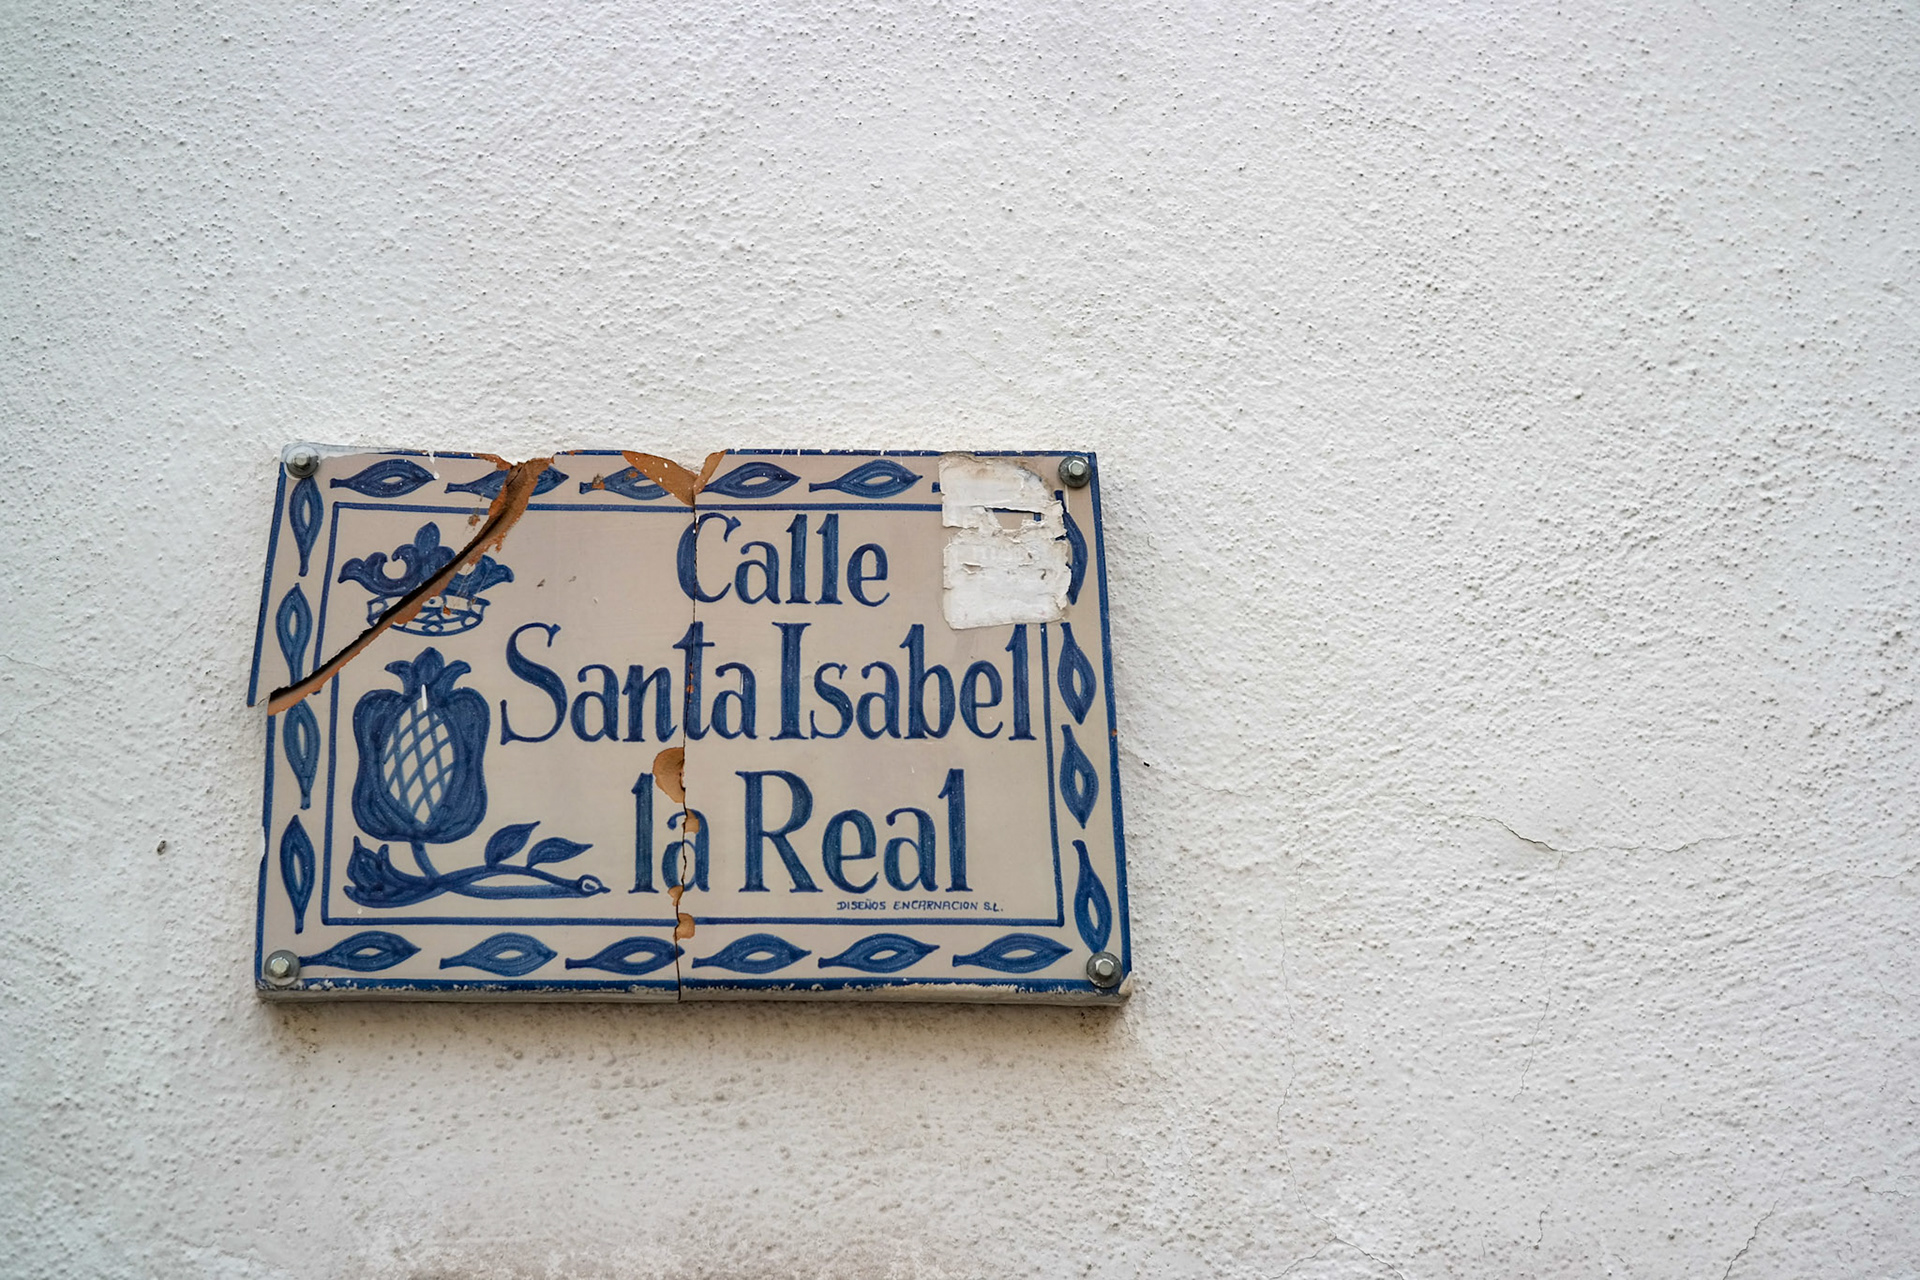 Calle
Santa Isabel
la Real
DISEÑOS ENCARNACION S.L.